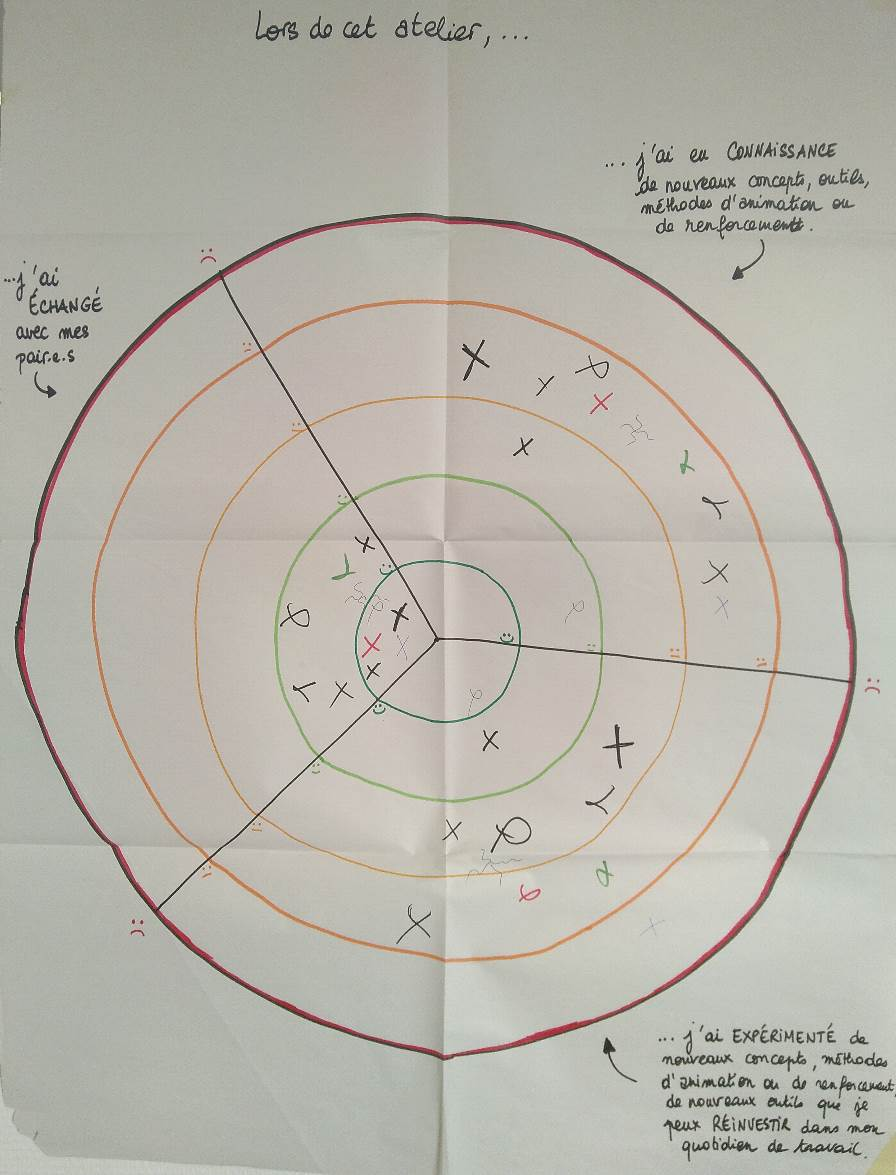 Lors de cet atelier, ...
... j'ai eu CONNAISSANCE
de nouveaux concepts, outils,
méthodes d'animation ou
de renforcements.
... j'ai
ÉCHANGÉ
avec mes
pair.e.s
... j'ai EXPÉRIMENTÉ de
nouveaux concepts, méthodes
d'animation ou de renforcement,
de nouveaux outils que je
peux RÉINVESTIR dans mon
quotidien de travail.